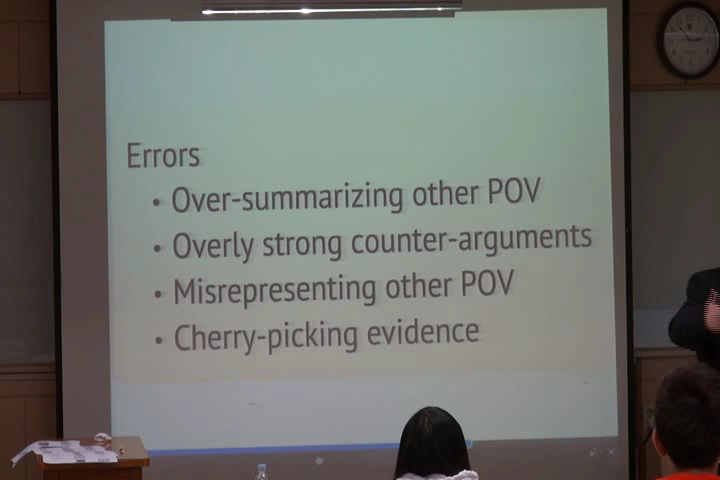 Errors
• Over-summarizing other POV
• Overly strong counter-arguments
• Misrepresenting other POV
• Cherry-picking evidence